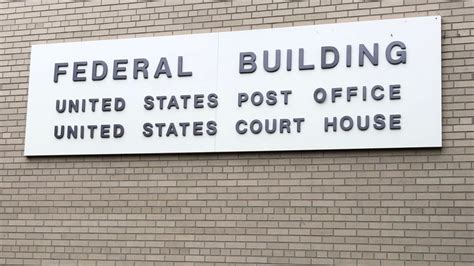 FEDERAL BUILDING
UNITED STATES POST OFFICE
UNITED STATES COURT HOUSE